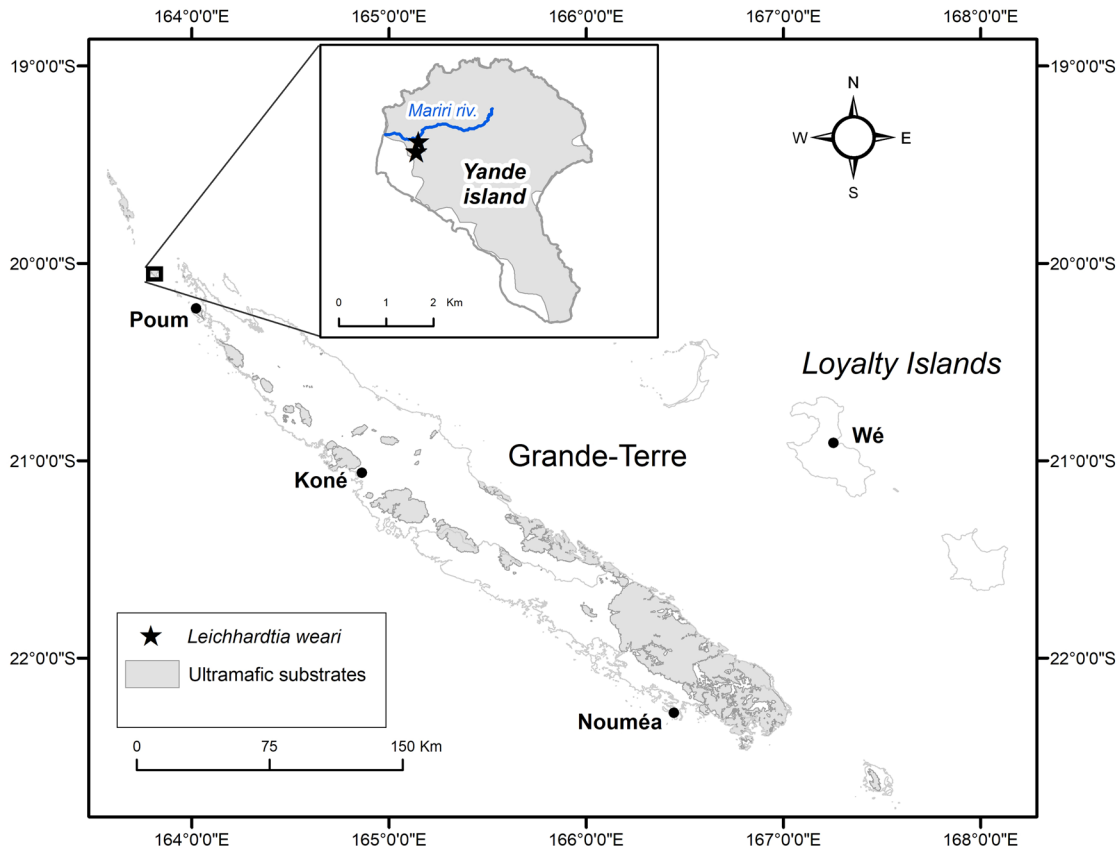 164°0'0"E 165°0'0"E 166°0'0"E 167°0'0"E 168°0'0"E
19°0'0"S 19°0'0"S
Mariri riv.
Yande
island
0 1 2 Km
N
W E
S
20°0'0"S 20°0'0"S
Poum
Loyalty Islands
Wé
Grande-Terre
21°0'0"S 21°0'0"S
Koné
Leichhardtia weari
Ultramafic substrates
22°0'0"S 22°0'0"S
Nouméa
0 75 150 Km
164°0'0"E 165°0'0"E 166°0'0"E 167°0'0"E 168°0'0"E